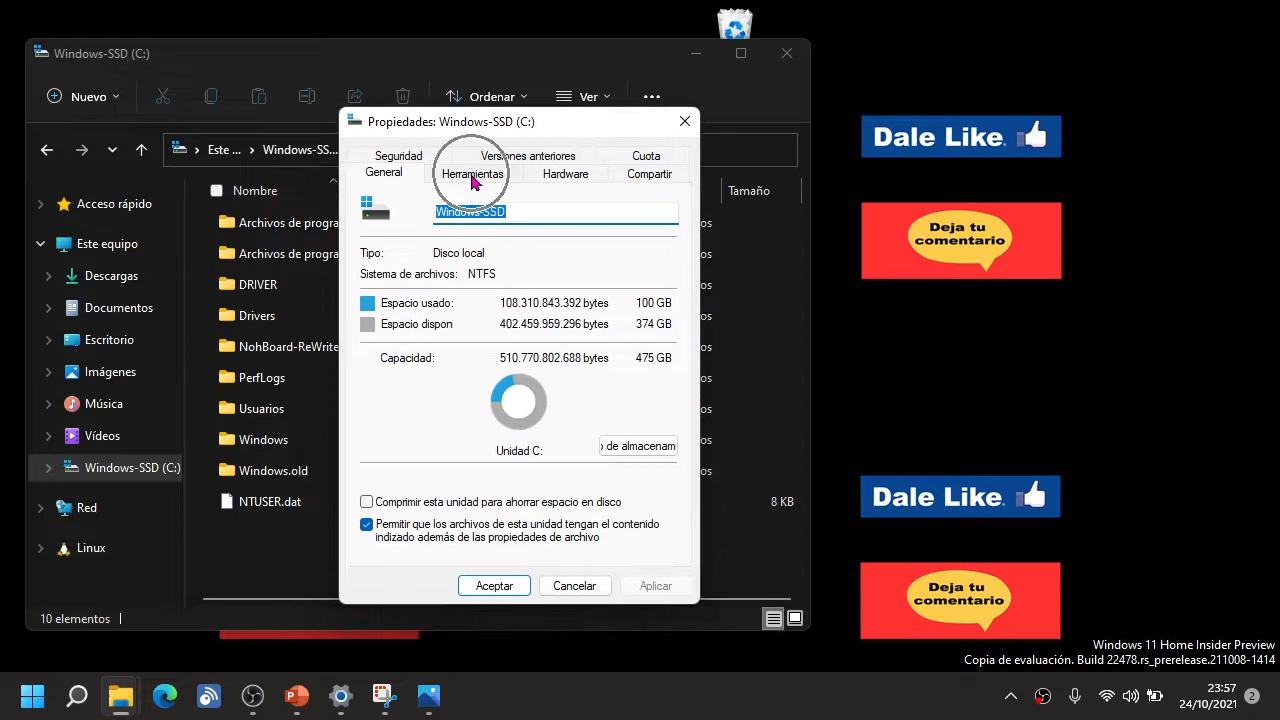 Windows-SSD (C:)
Nuevo
Ordenar
Ver
Este ...
Windows-SS...
Nombre
Tamaño
Acceso rápido
Este equipo
Descargas
Documentos
Escritorio
Imágenes
Música
Vídeos
Windows-SSD (C:)
Red
Linux
Archivos de progra
Archivos de progra
DRIVER
Drivers
NohBoard-ReWrite
PerfLogs
Usuarios
Windows
Windows.old
NTUSER.dat
8 KB
10 elementos
Propiedades: Windows-SSD (C:)
Seguridad
Versiones anteriores
Cuota
General
Herramientas
Hardware
Compartir
Windows-SSD
Tipo: Disco local
Sistema de archivos: NTFS
Espacio usado: 108.310.843.392 bytes 100 GB
Espacio dispon 402.459.959.296 bytes 374 GB
Capacidad: 510.770.802.688 bytes 475 GB
Unidad C:
de almacenam
Comprimir esta unidad para ahorrar espacio en disco
Permitir que los archivos de esta unidad tengan el contenido
indizado además de las propiedades de archivo
Aceptar
Cancelar
Aplicar
Dale Like.
Deja tu
comentario
Dale Like.
Deja tu
comentario
Windows 11 Home Insider Preview
Copia de evaluación. Build 22478.rs_prerelease.211008-1414
23:57
24/10/2021
2